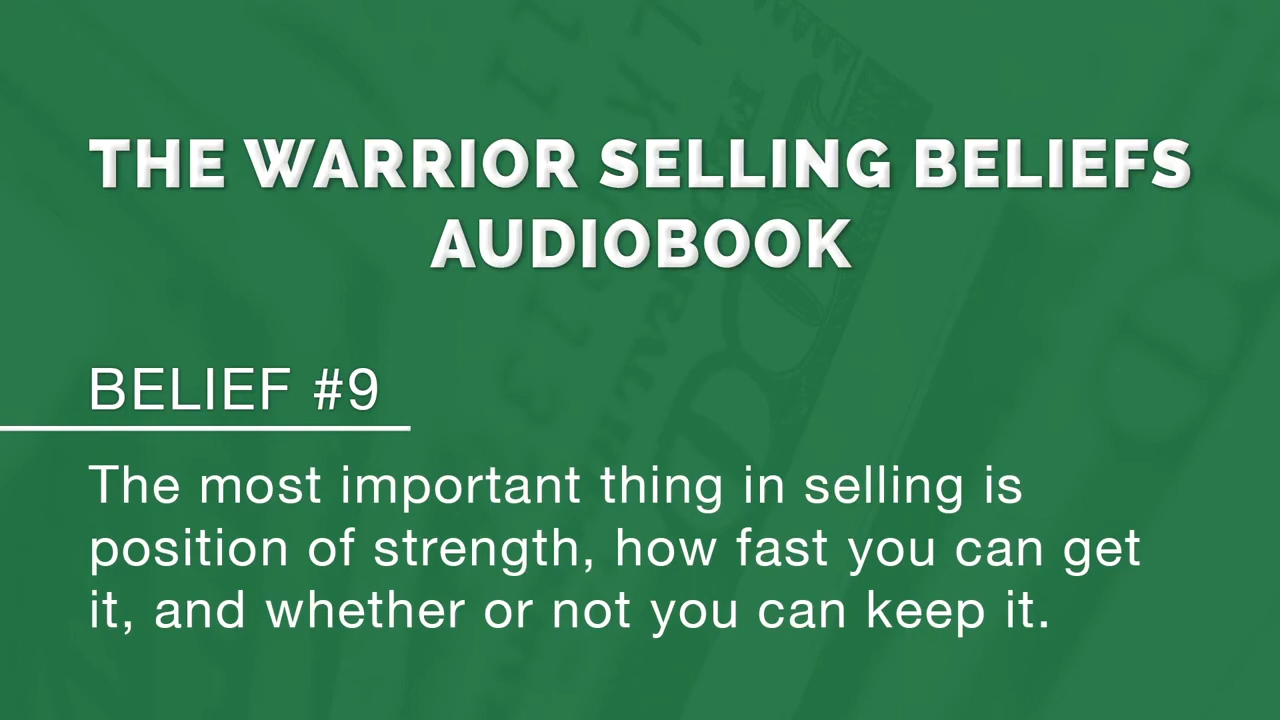 THE WARRIOR SELLING BELIEFS
AUDIOBOOK
BELIEF #9
The most important thing in selling is
position of strength, how fast you can get
it, and whether or not you can keep it.